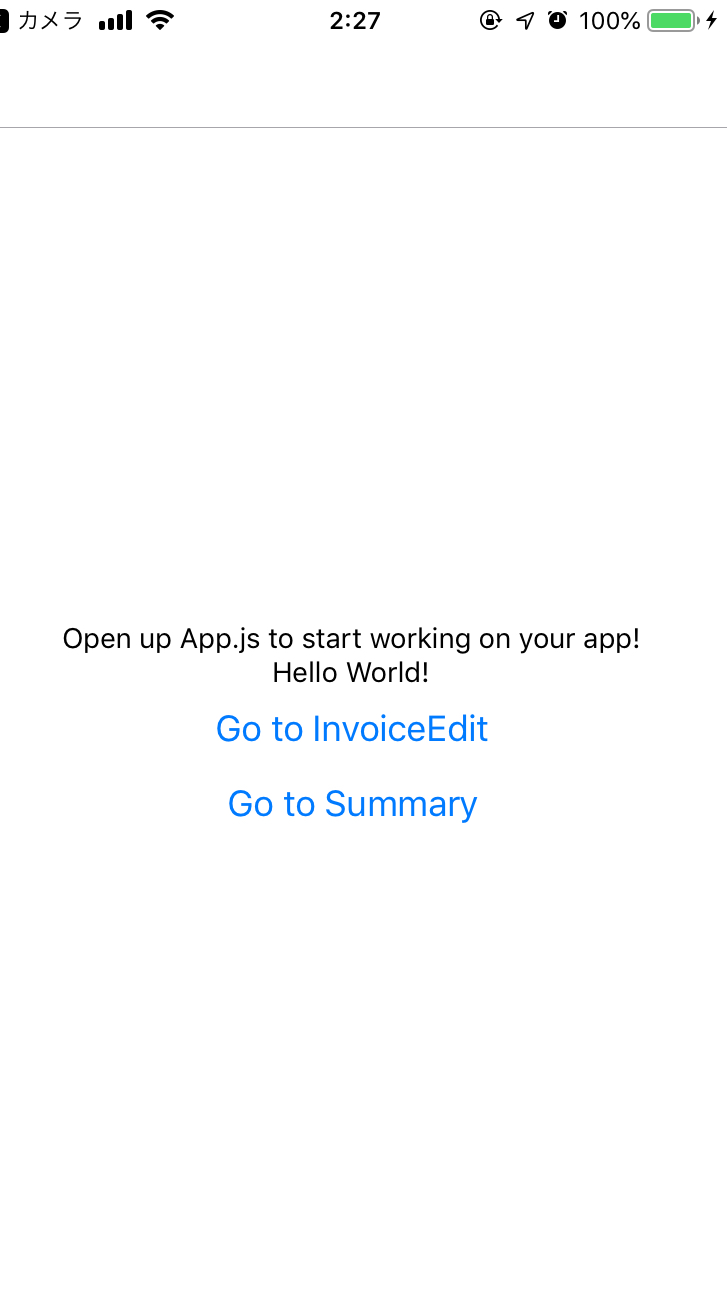 カメラ 2:27 100%
Open up App.js to start working on your app!
Hello World!
Go to InvoiceEdit
Go to Summary